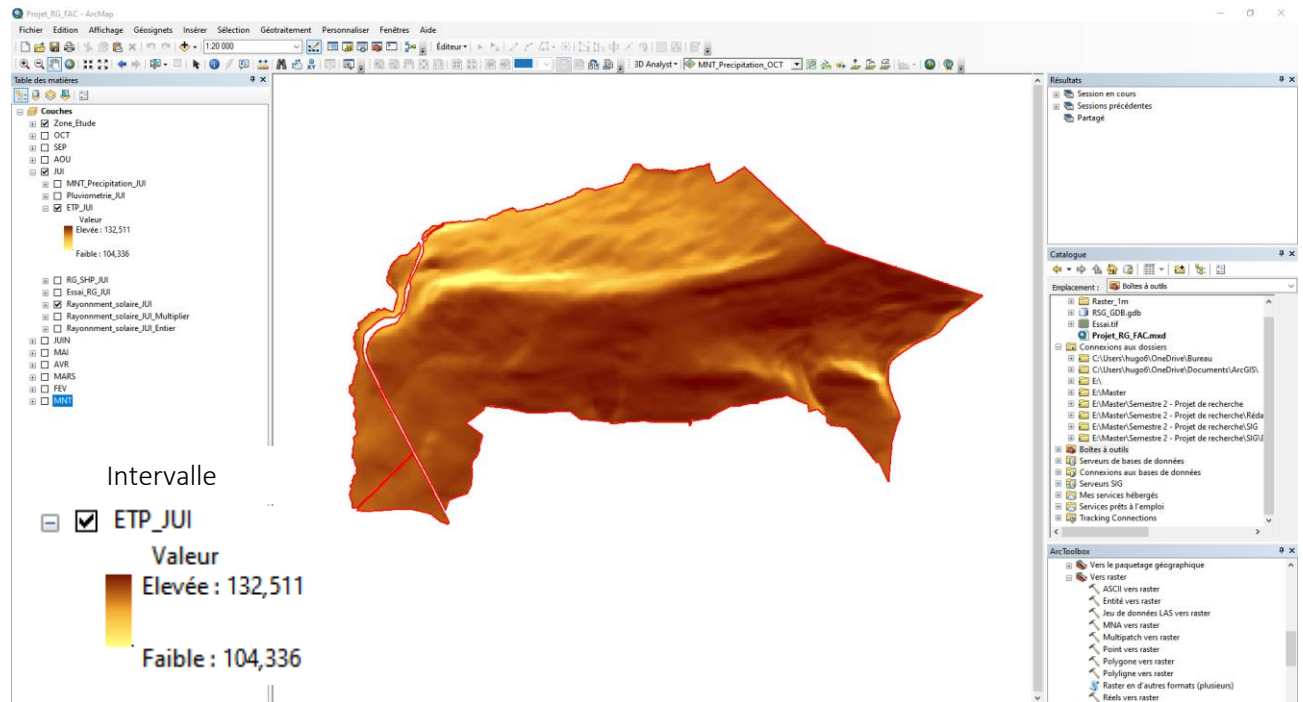 Projet_RG_FAC - ArcMap
Fichier Edition Affichage Géosignets Insérer Sélection Géotraitement Personnaliser Fenêtres Aide
1:20 000
Éditeur
3D Analyst
MNT_Precipitation_OCT
Table des matières
Couches
Zone_Etude
OCT
SEP
AOU
JUI
MNT_Precipitation_JUI
Pluviometrie_JUI
ETP_JUI
Valeur
Elevée : 132,511
Faible : 104,336
RG_SHP_JUI
Essai_RG_JUI
Rayonnment_solaire_JUI
Rayonnment_solaire_JUI_Multiplier
Rayonnment_solaire_JUI_Entier
JUIN
MAI
AVR
MARS
FEV
MNT
Intervalle
ETP_JUI
Valeur
Elevée : 132,511
Faible : 104,336
Résultats
Session en cours
Sessions précédentes
Partagé
Catalogue
Emplacement : Boîtes à outils
Raster_1m
RSG_GDB.gdb
Essai.tif
Projet_RG_FAC.mxd
Connexions aux dossiers
C:\Users\hugo6\OneDrive\Bureau
C:\Users\hugo6\OneDrive\Documents\ArcGIS\
E:\
E:\Master
E:\Master\Semestre 2 - Projet de recherche
E:\Master\Semestre 2 - Projet de recherche\Réda
E:\Master\Semestre 2 - Projet de recherche\SIG
E:\Master\Semestre 2 - Projet de recherche\SIG\
Boîtes à outils
Serveurs de bases de données
Connexions aux bases de données
Serveurs SIG
Mes services hébergés
Services prêts à l'emploi
Tracking Connections
ArcToolbox
Vers le paquetage géographique
Vers raster
ASCII vers raster
Entité vers raster
Jeu de données LAS vers raster
MNA vers raster
Multipatch vers raster
Point vers raster
Polygone vers raster
Polyligne vers raster
Raster en d'autres formats (plusieurs)
Réels vers raster